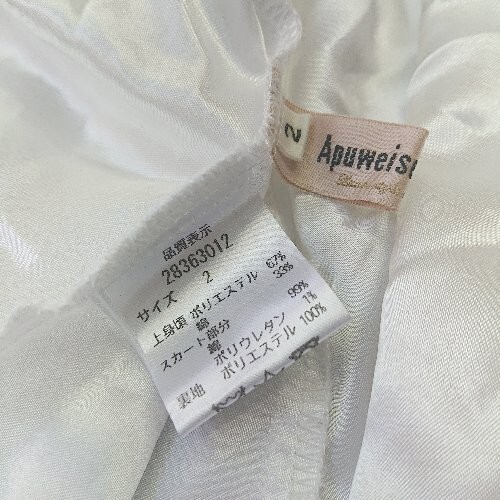 2
Apuweis
品質表示
28363012
サイズ 2
上身頃 ポリエステル 67%
綿 33%
スカート部分
綿 99%
ポリウレタン 1%
裏地 ポリエステル 100%